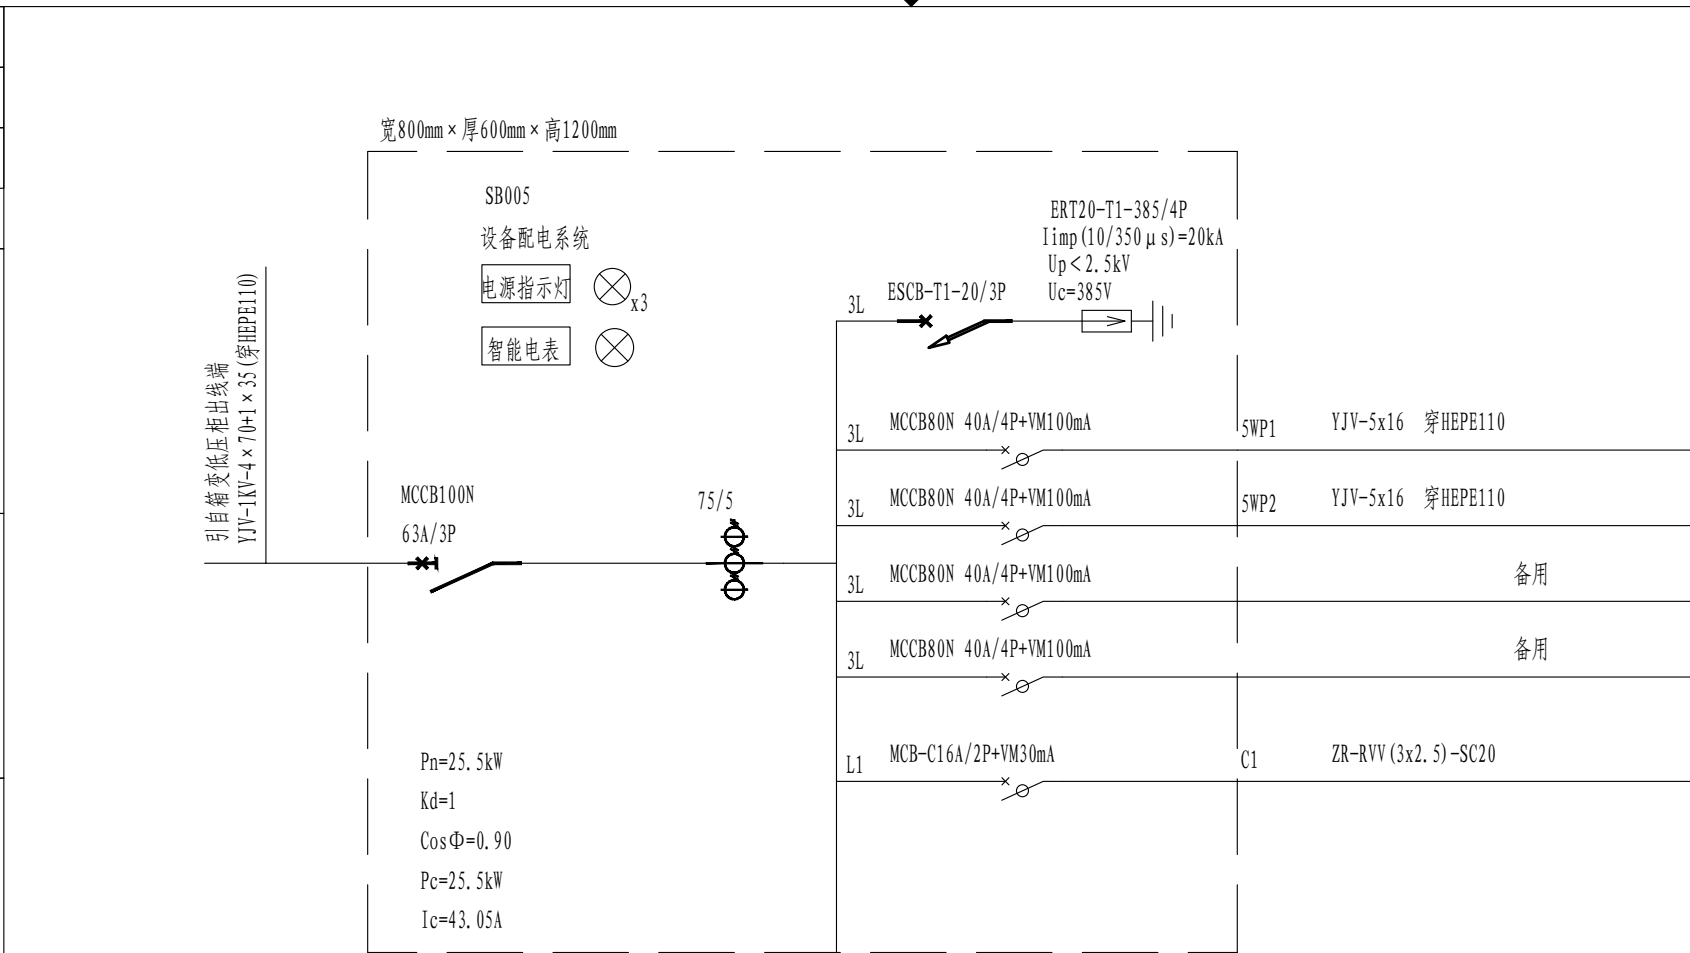 宽800mm×厚600mm×高1200mm
SB005
设备配电系统
电源指示灯
x3
智能电表
ERT20-T1-385/4P
Iimp(10/350μs)=20kA
Up<2.5kV
Uc=385V
3L
ESCB-T1-20/3P
引自箱变低压柜出线端
YJV-1KV-4×70+1×35(穿HEPE110)
MCCB100N
63A/3P
75/5
3L
MCCB80N 40A/4P+VM100mA
5WP1
YJV-5x16 穿HEPE110
3L
MCCB80N 40A/4P+VM100mA
5WP2
YJV-5x16 穿HEPE110
3L
MCCB80N 40A/4P+VM100mA
备用
3L
MCCB80N 40A/4P+VM100mA
备用
L1
MCB-C16A/2P+VM30mA
C1
ZR-RVV(3x2.5)-SC20
Pn=25.5kW
Kd=1
CosΦ=0.90
Pc=25.5kW
Ic=43.05A